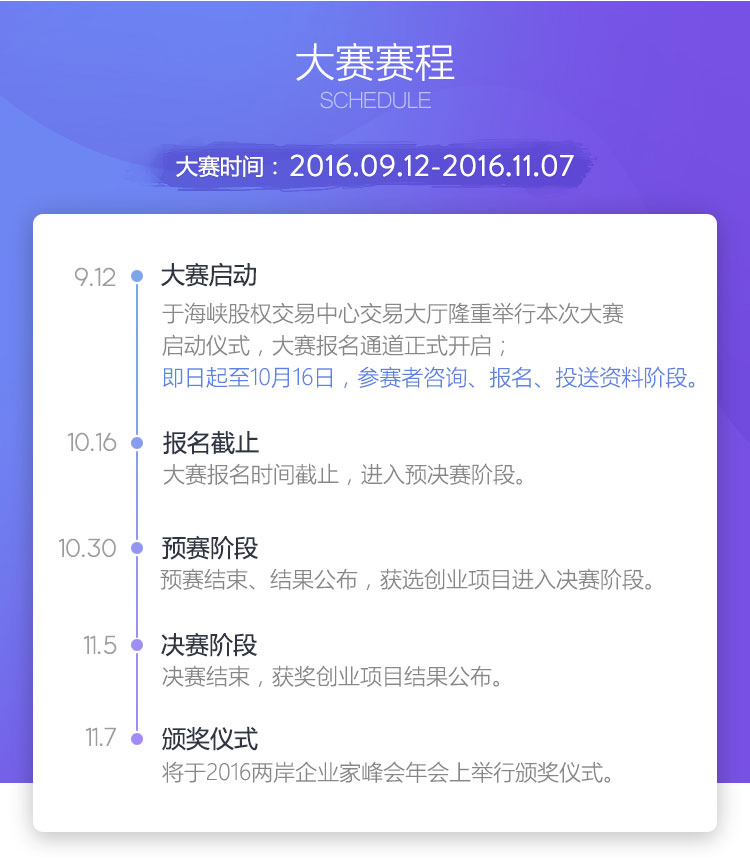 大赛赛程
SCHEDULE
大赛时间：2016.09.12-2016.11.07
9.12 大赛启动
于海峡股权交易中心交易大厅隆重举行本次大赛
启动仪式，大赛报名通道正式开启；
即日起至10月16日，参赛者咨询、报名、投送资料阶段。
10.16 报名截止
大赛报名时间截止，进入预决赛阶段。
10.30 预赛阶段
预赛结束、结果公布，获选创业项目进入决赛阶段。
11.5 决赛阶段
决赛结束，获奖创业项目结果公布。
11.7 颁奖仪式
将于2016两岸企业家峰会年会上举行颁奖仪式。